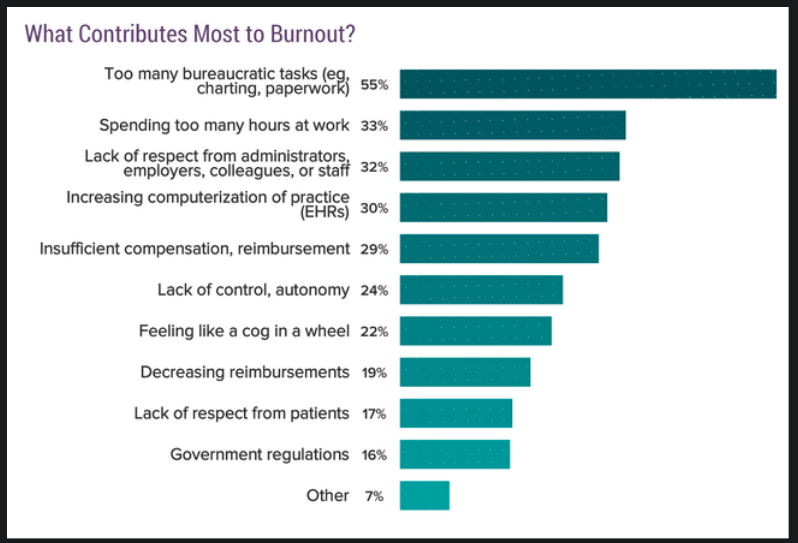 What Contributes Most to Burnout?
Too many bureaucratic tasks (eg,
charting, paperwork) 55%
Spending too many hours at work 33%
Lack of respect from administrators,
employers, colleagues, or staff 32%
Increasing computerization of practice
(EHRs) 30%
Insufficient compensation, reimbursement 29%
Lack of control, autonomy 24%
Feeling like a cog in a wheel 22%
Decreasing reimbursements 19%
Lack of respect from patients 17%
Government regulations 16%
Other 7%